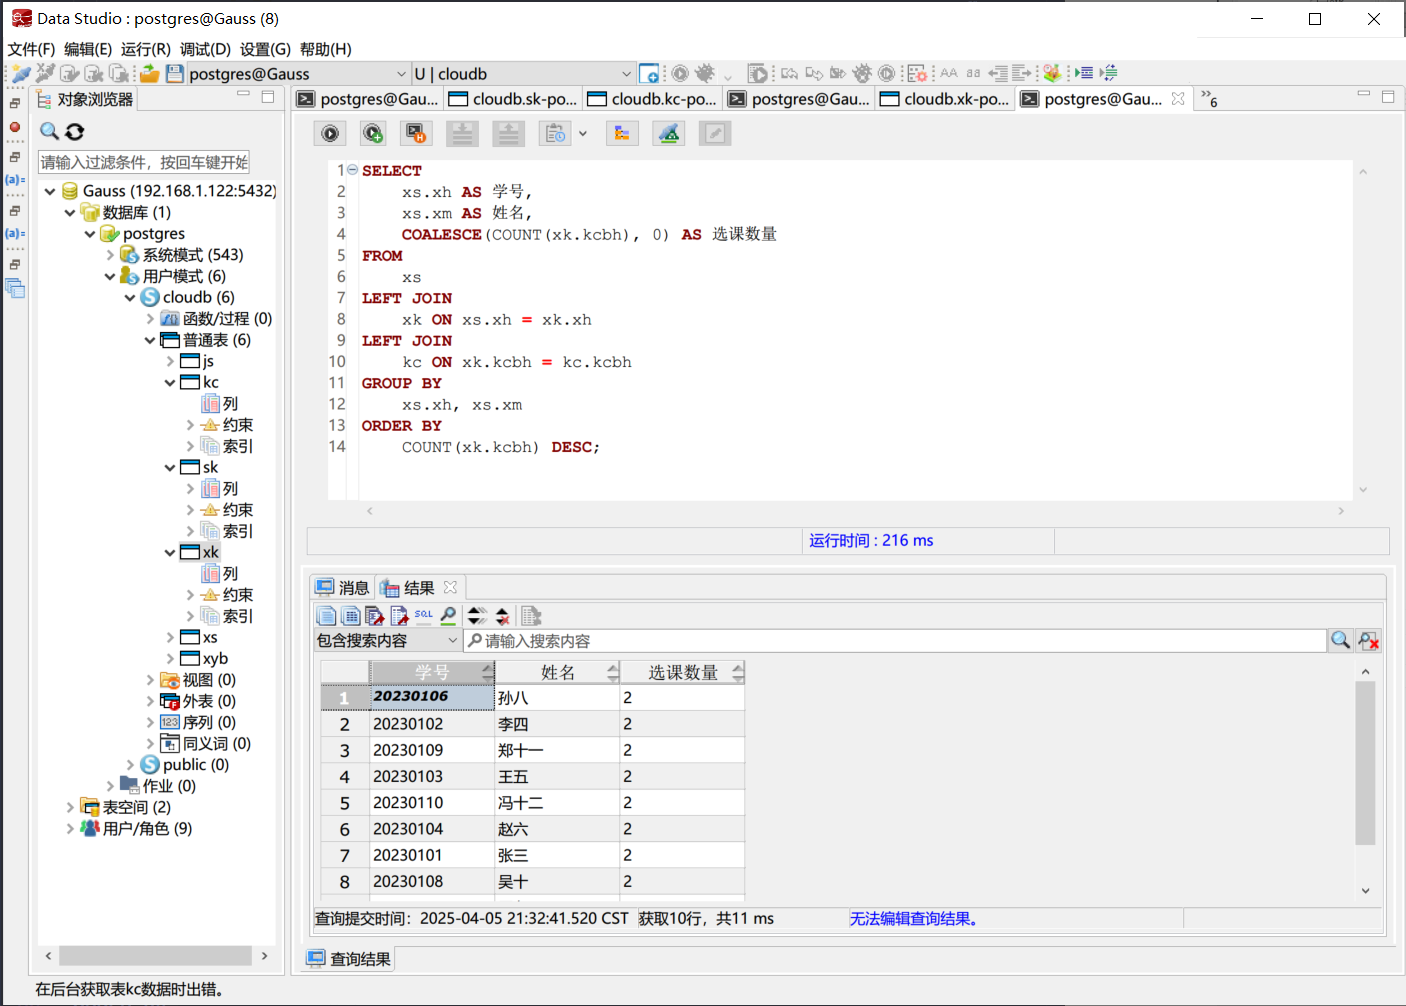 Data Studio : postgres@Gauss (8)
文件(F) 编辑(E) 运行(R) 调试(D) 设置(G) 帮助(H)
postgres@Gauss
U | cloudb
对象浏览器
请输入过滤条件，按回车键开始
Gauss (192.168.1.122:5432)
数据库 (1)
postgres
系统模式 (543)
用户模式 (6)
cloudb (6)
函数/过程 (0)
普通表 (6)
js
kc
列
约束
索引
sk
列
约束
索引
xk
列
约束
索引
xs
xyb
视图 (0)
外表 (0)
序列 (0)
同义词 (0)
public (0)
作业 (0)
表空间 (2)
用户/角色 (9)
postgres@Gau... cloudb.sk-po... cloudb.kc-po... postgres@Gau... cloudb.xk-po... postgres@Gau... »6
1 SELECT
2 xs.xh AS 学号,
3 xs.xm AS 姓名,
4 COALESCE(COUNT(xk.kcbh), 0) AS 选课数量
5 FROM
6 xs
7 LEFT JOIN
8 xk ON xs.xh = xk.xh
9 LEFT JOIN
10 kc ON xk.kcbh = kc.kcbh
11 GROUP BY
12 xs.xh, xs.xm
13 ORDER BY
14 COUNT(xk.kcbh) DESC;
运行时间 : 216 ms
消息 结果
SQL
包含搜索内容 请输入搜索内容
学号 姓名 选课数量
1 20230106 孙八 2
2 20230102 李四 2
3 20230109 郑十一 2
4 20230103 王五 2
5 20230110 冯十二 2
6 20230104 赵六 2
7 20230101 张三 2
8 20230108 吴十 2
查询提交时间：2025-04-05 21:32:41.520 CST 获取10行，共11 ms 无法编辑查询结果。
查询结果
在后台获取表kc数据时出错。